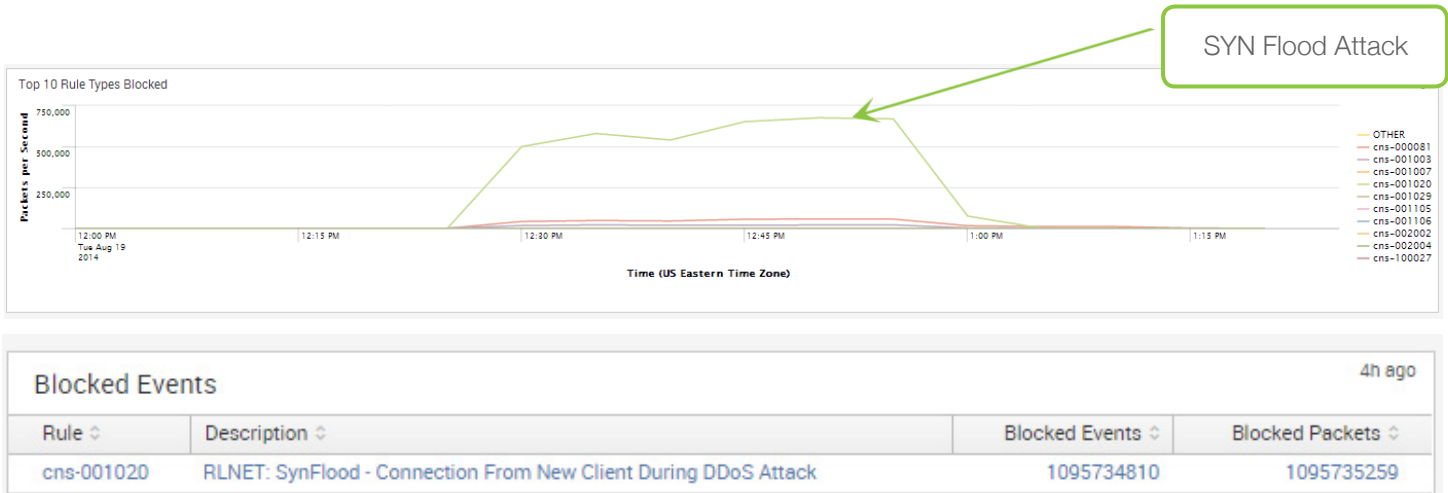 SYN Flood Attack
Top 10 Rule Types Blocked
Packets per Second
750,000
500,000
250,000
12:00 PM
Tue Aug 19
2014
12:15 PM
12:30 PM
12:45 PM
1:00 PM
1:15 PM
Time (US Eastern Time Zone)
OTHER
cns-000081
cns-001003
cns-001007
cns-001020
cns-001029
cns-001105
cns-001106
cns-002002
cns-002004
cns-100027
Blocked Events
4h ago
Rule Description Blocked Events Blocked Packets
cns-001020 RLNET: SynFlood - Connection From New Client During DDoS Attack 1095734810 1095735259